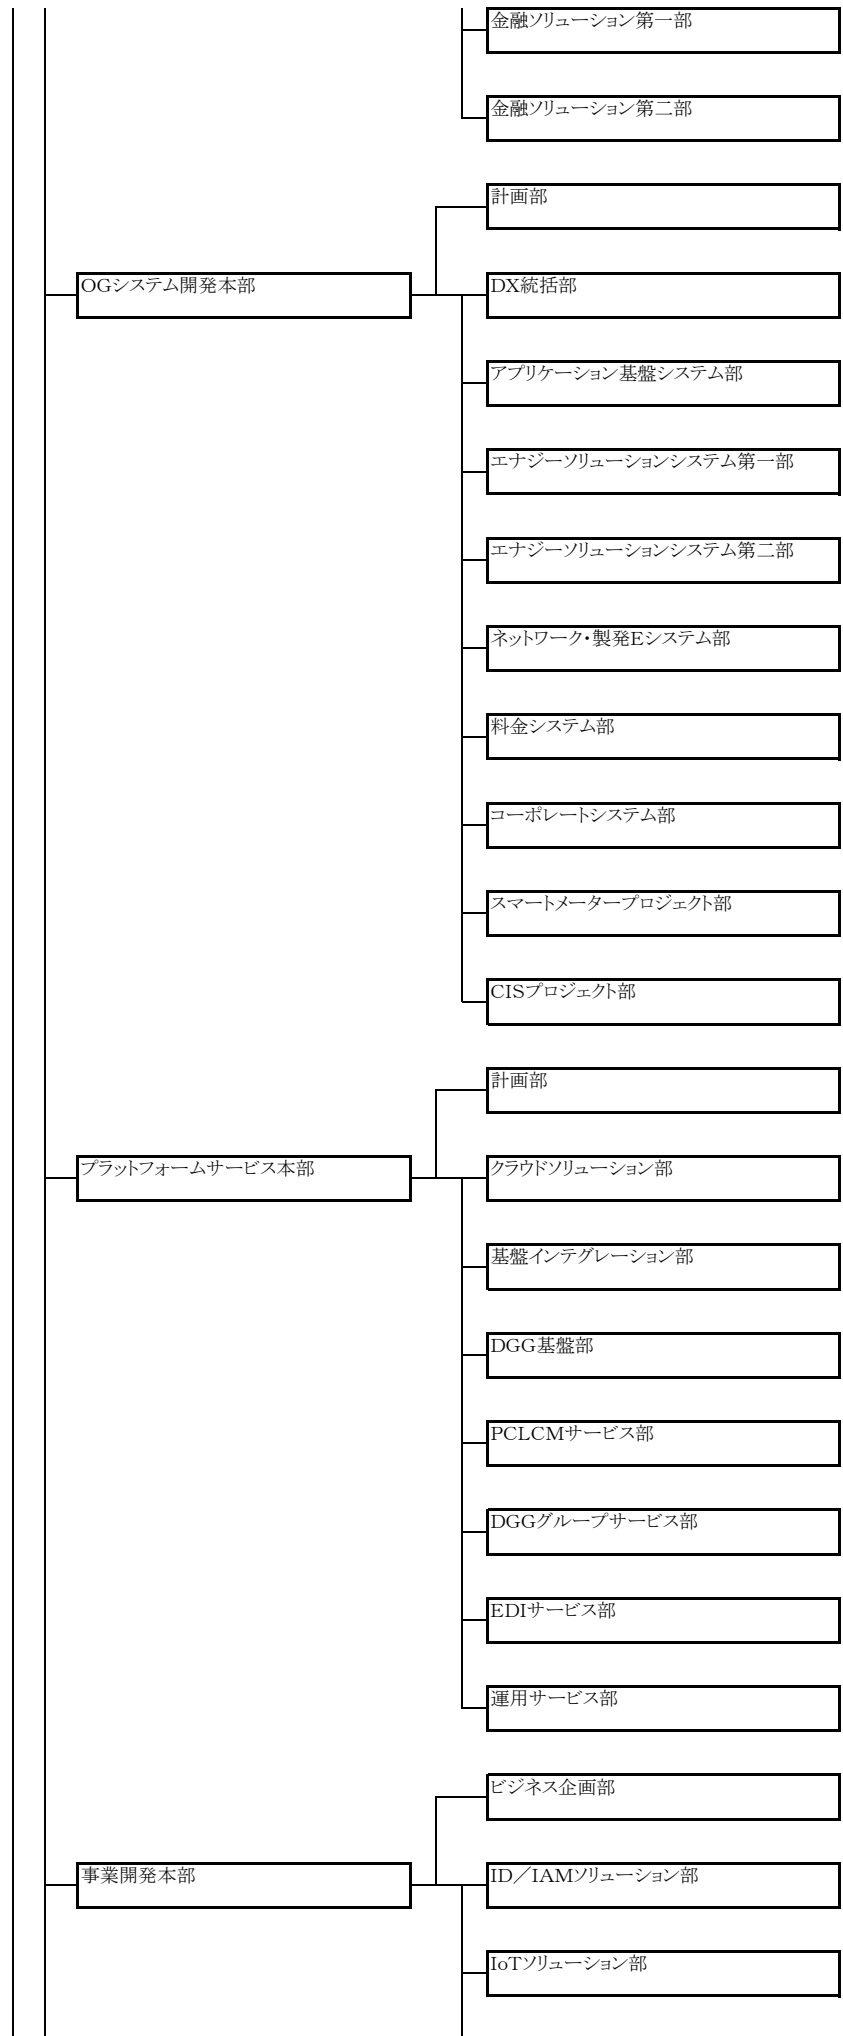 金融ソリューション第一部
金融ソリューション第二部
計画部
OGシステム開発本部
DX統括部
アプリケーション基盤システム部
エナジーソリューションシステム第一部
エナジーソリューションシステム第二部
ネットワーク・製発Eシステム部
料金システム部
コーポレートシステム部
スマートメータープロジェクト部
CISプロジェクト部
計画部
プラットフォームサービス本部
クラウドソリューション部
基盤インテグレーション部
DGG基盤部
PCLCMサービス部
DGGグループサービス部
EDIサービス部
運用サービス部
ビジネス企画部
事業開発本部
ID／IAMソリューション部
IoTソリューション部